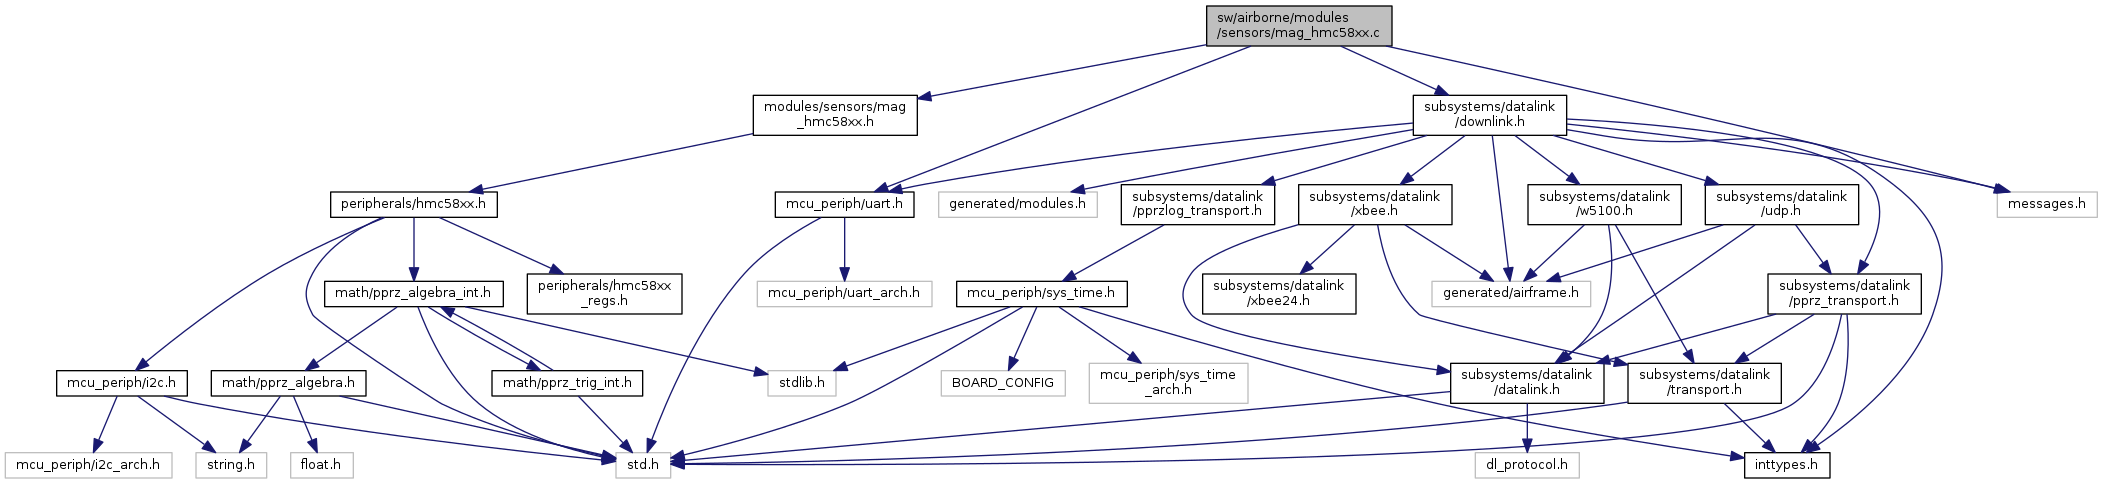 sw/airborne/modules
/sensors/mag_hmc58xx.c
modules/sensors/mag
_hmc58xx.h
subsystems/datalink
/downlink.h
peripherals/hmc58xx.h
mcu_periph/uart.h
generated/modules.h
subsystems/datalink
/pprzlog_transport.h
subsystems/datalink
/xbee.h
subsystems/datalink
/w5100.h
subsystems/datalink
/udp.h
messages.h
math/pprz_algebra_int.h
peripherals/hmc58xx
_regs.h
mcu_periph/uart_arch.h
mcu_periph/sys_time.h
subsystems/datalink
/xbee24.h
generated/airframe.h
subsystems/datalink
/pprz_transport.h
mcu_periph/i2c.h
math/pprz_algebra.h
math/pprz_trig_int.h
stdlib.h
BOARD_CONFIG
mcu_periph/sys_time
_arch.h
subsystems/datalink
/datalink.h
subsystems/datalink
/transport.h
mcu_periph/i2c_arch.h
string.h
float.h
std.h
dl_protocol.h
inttypes.h